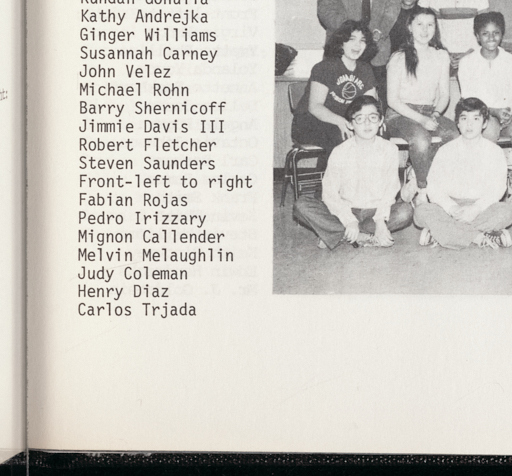 Kathy Andrejka
Ginger Williams
Susannah Carney
John Velez
Michael Rohn
Barry Shernicoff
Jimmie Davis III
Robert Fletcher
Steven Saunders
Front-left to right
Fabian Rojas
Pedro Irizzary
Mignon Callender
Melvin Melaughlin
Judy Coleman
Henry Diaz
Carlos Trjada